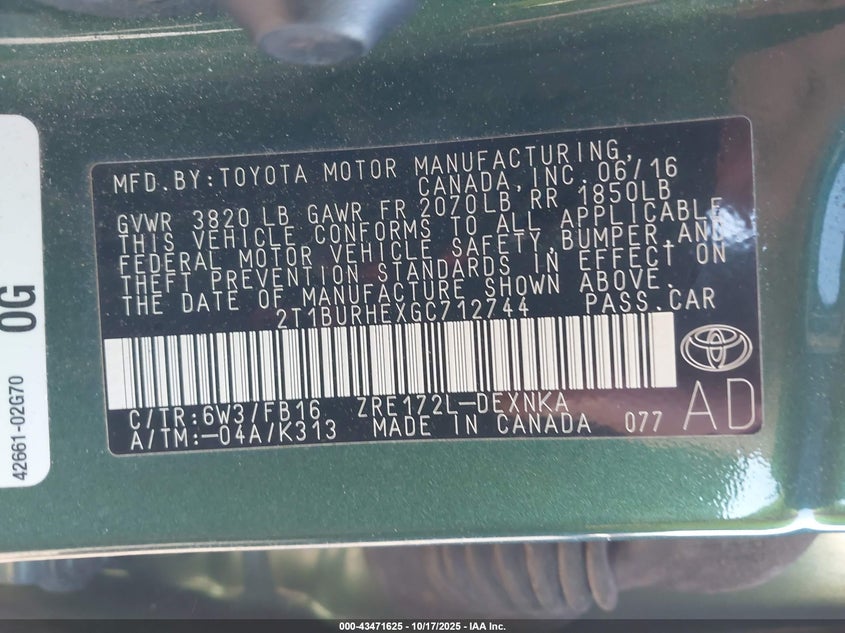 MFD. BY: TOYOTA MOTOR MANUFACTURING,
CANADA, INC. 06/16
GVWR 3820 LB GAWR FR 2070LB RR 1850LB
THIS VEHICLE CONFORMS TO ALL APPLICABLE
FEDERAL MOTOR VEHICLE SAFETY, BUMPER, AND
THEFT PREVENTION STANDARDS IN EFFECT ON
THE DATE OF MANUFACTURE SHOWN ABOVE.
2T1BURHEXGC712744 PASS. CAR
C/TR: 6W3/FB16 ZRE172L-DEXNKA
A/TM: -04A/K313 MADE IN CANADA 077
AD
0G
42661-02G70
000-43471625 - 10/17/2025 - IAA Inc.